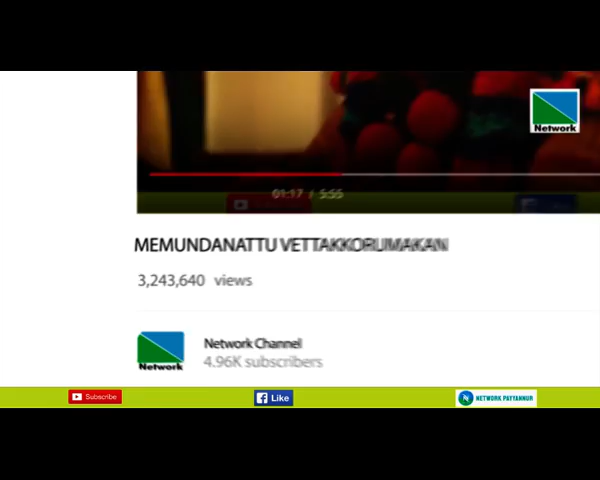 Network
01:17 / 5:55
MEMUNDANATTU VETTAKKORUMAKAN
3,243,640 views
Network Channel
4.96K subscribers
Network
Subscribe
Like
NETWORK PAYYANNUR